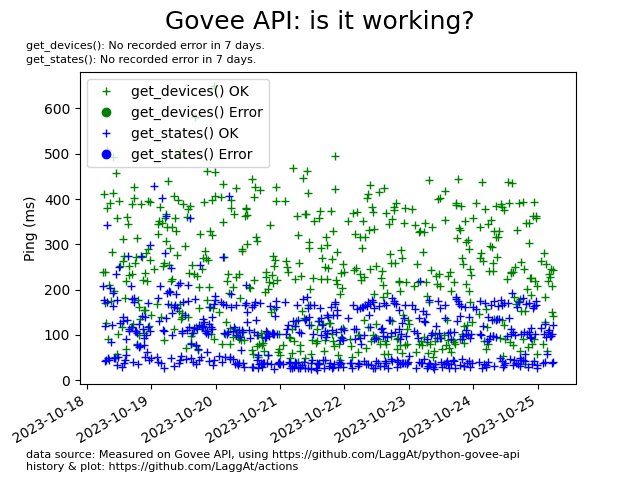 Govee API: is it working?
get_devices(): No recorded error in 7 days.
get_states(): No recorded error in 7 days.
get_devices() OK
get_devices() Error
get_states() OK
get_states() Error
Ping (ms)
600
500
400
300
200
100
0
2023-10-18
2023-10-19
2023-10-20
2023-10-21
2023-10-22
2023-10-23
2023-10-24
2023-10-25
data source: Measured on Govee API, using https://github.com/LaggAt/python-govee-api
history & plot: https://github.com/LaggAt/actions